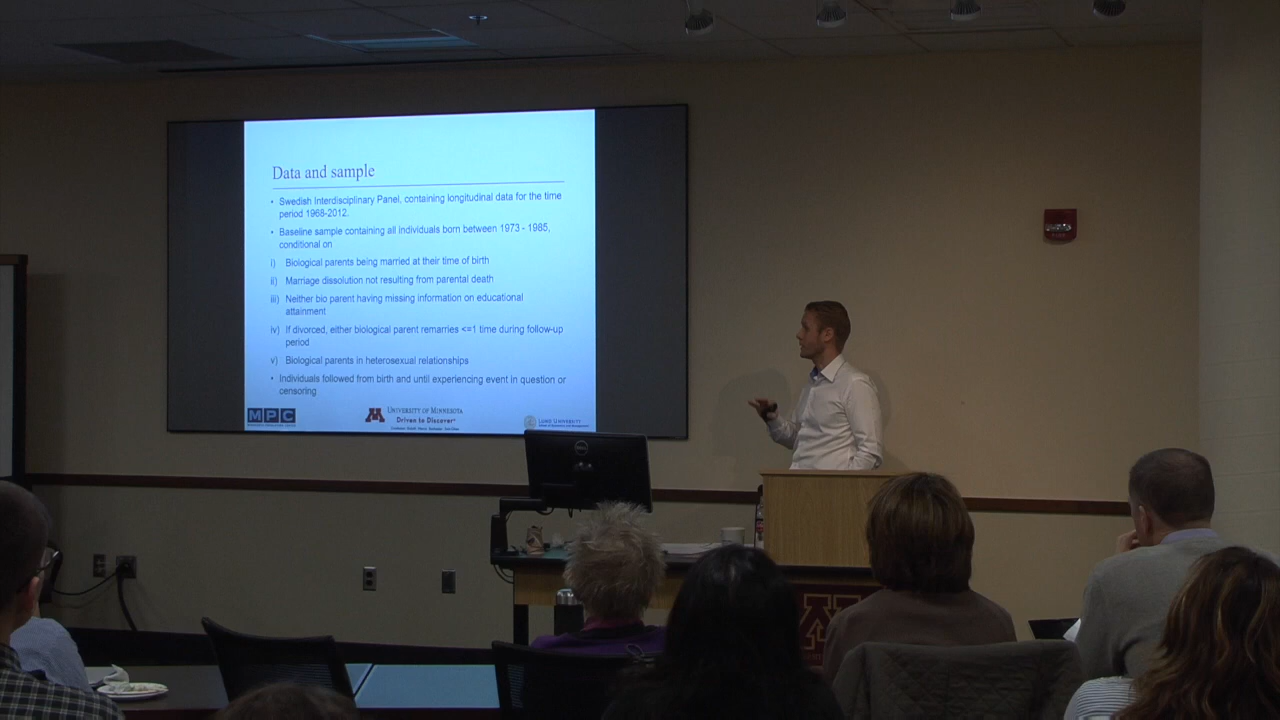 Data and sample
• Swedish Interdisciplinary Panel, containing longitudinal data for the time
period 1968-2012.
• Baseline sample containing all individuals born between 1973 - 1985,
conditional on
i) Biological parents being married at their time of birth
ii) Marriage dissolution not resulting from parental death
iii) Neither bio parent having missing information on educational
attainment
iv) If divorced, either biological parent remarries <=1 time during follow-up
period
v) Biological parents in heterosexual relationships
• Individuals followed from birth and until experiencing event in question or
censoring
MPC
UNIVERSITY OF MINNESOTA
Driven to Discover
LUND UNIVERSITY
DELL
M